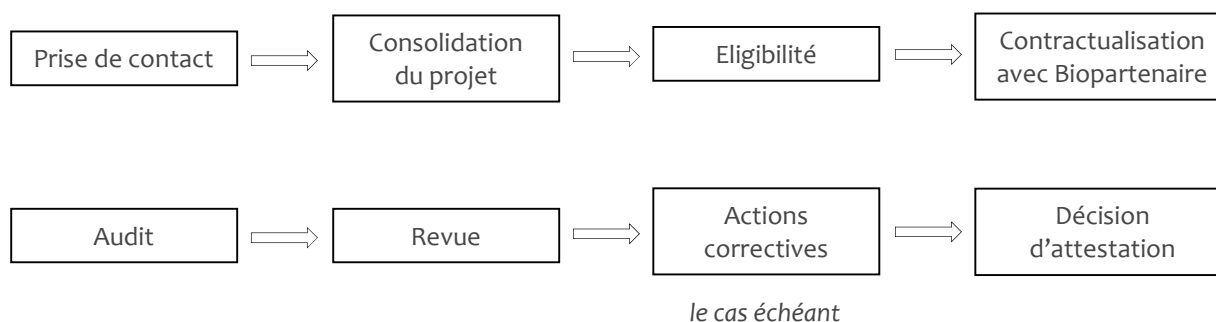 Prise de contact
Consolidation
du projet
Eligibilité
Contractualisation
avec Biopartenaire
Audit
Revue
Actions
correctives
Décision
d'attestation
le cas échéant